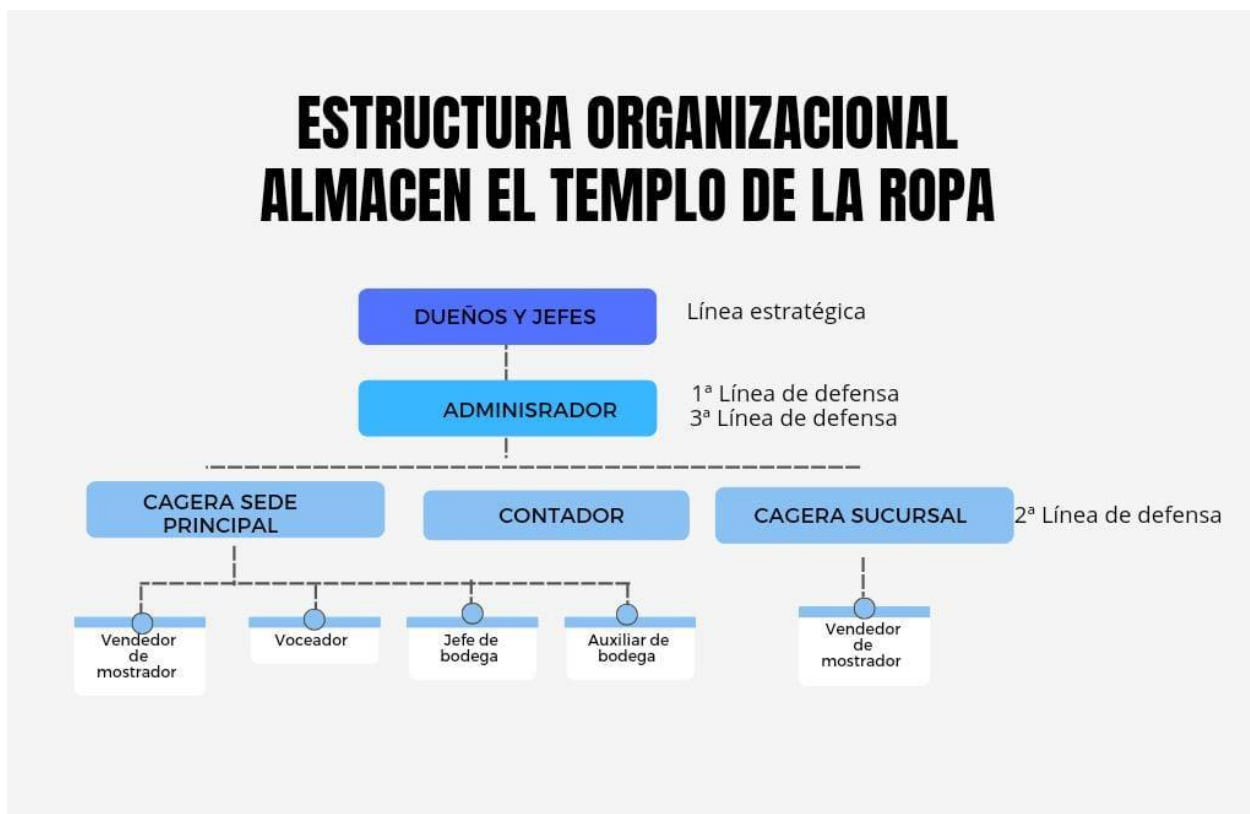 ESTRUCTURA ORGANIZACIONAL
ALMACEN EL TEMPLO DE LA ROPA
DUEÑOS Y JEFES
Línea estratégica
ADMINISRADOR
1ª Línea de defensa
3ª Línea de defensa
CAGERA SEDE
PRINCIPAL
CONTADOR
CAGERA SUCURSAL
2ª Línea de defensa
Vendedor
de
mostrador
Voceador
Jefe de
bodega
Auxiliar de
bodega
Vendedor
de
mostrador